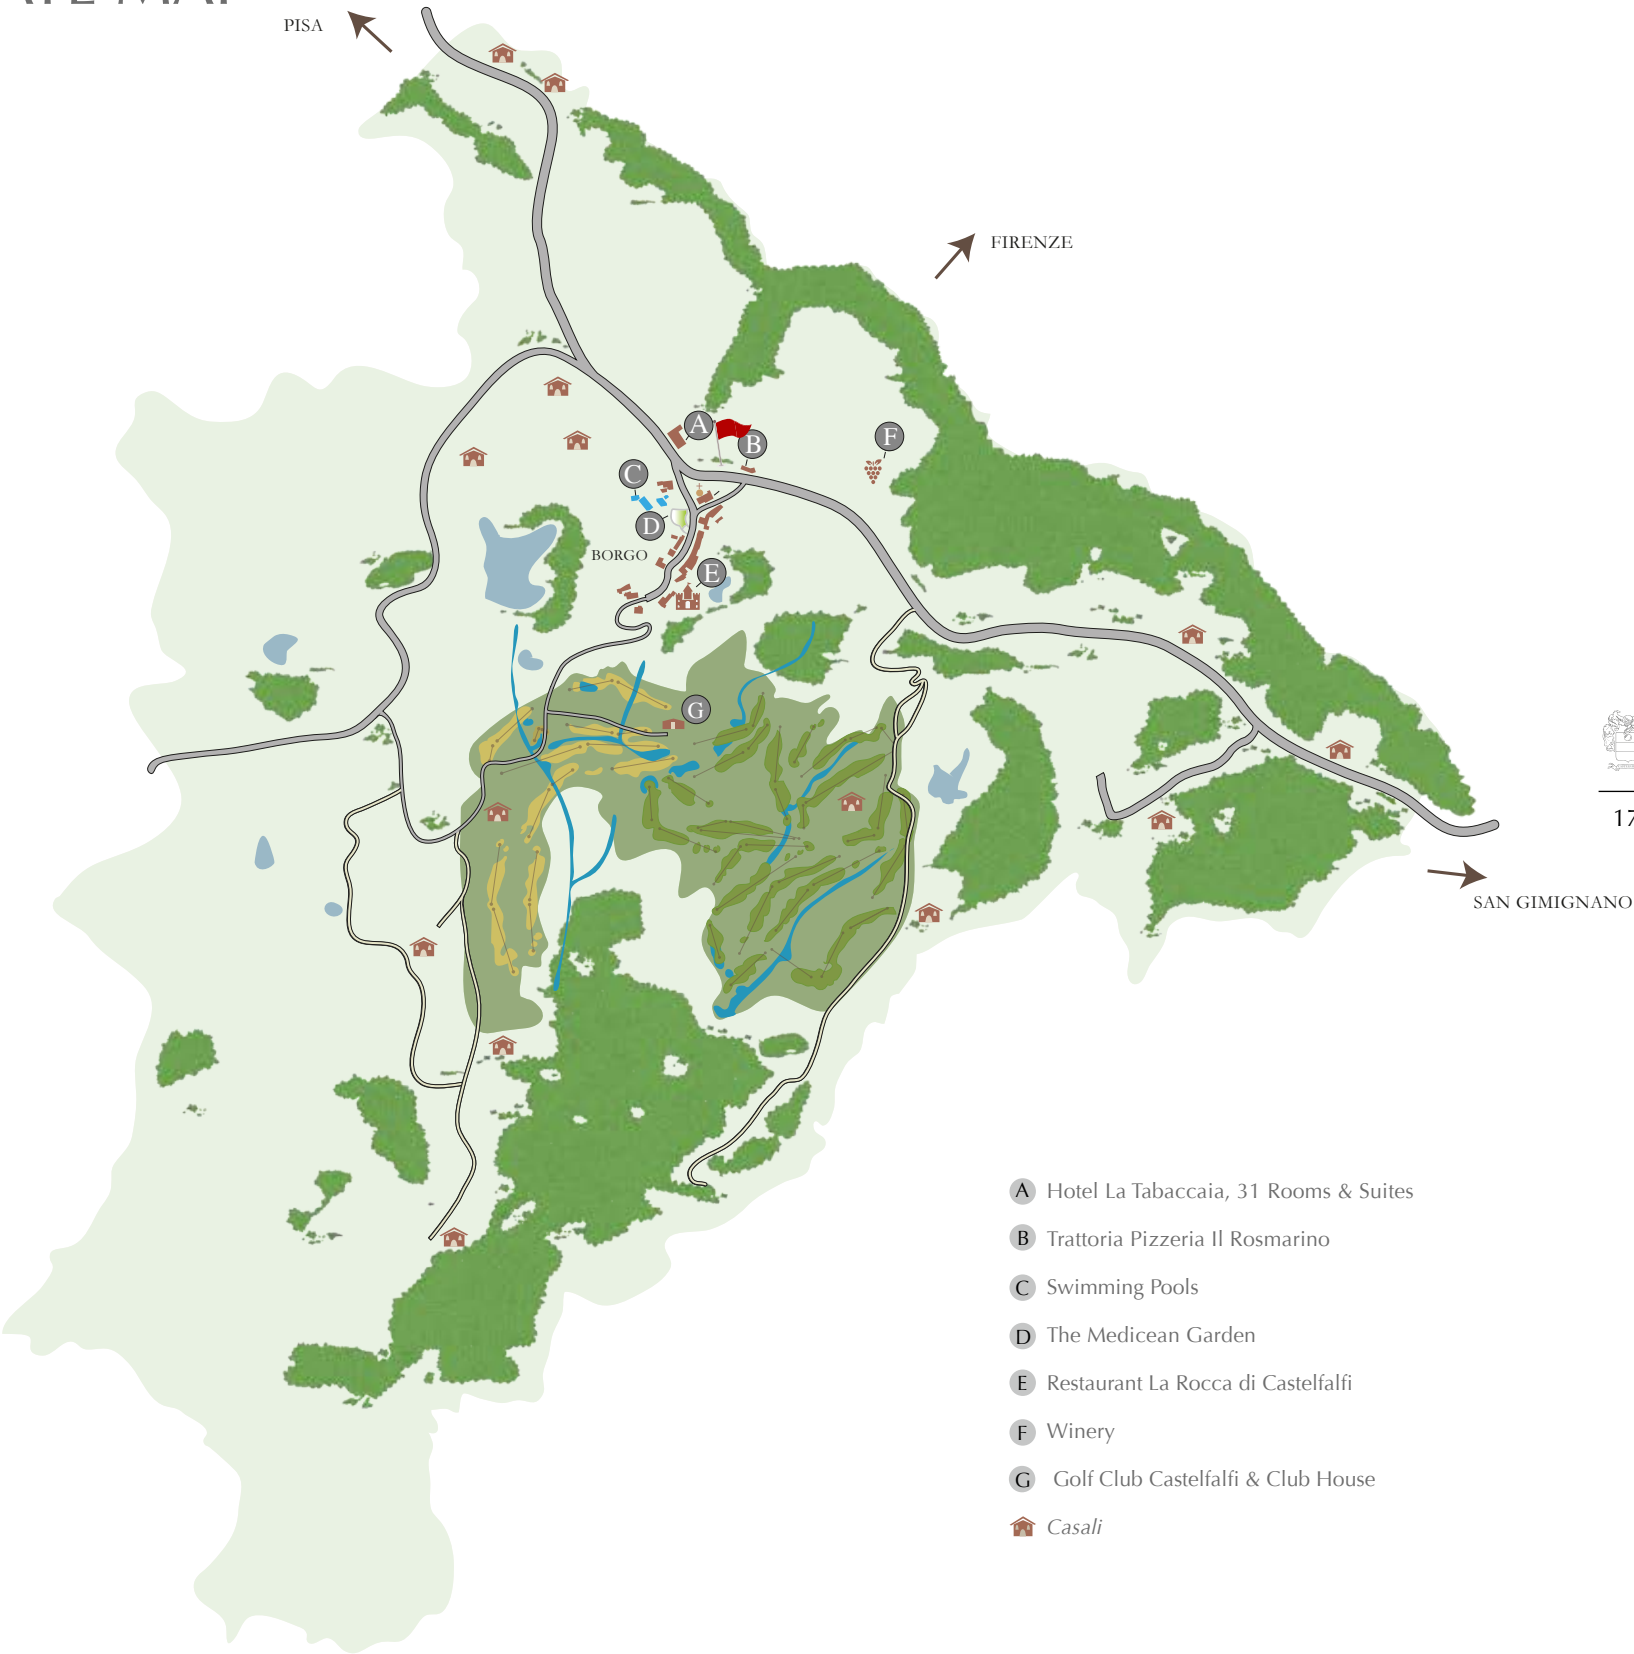 PISA
FIRENZE
A
B
F
C
D
BORGO
E
G
17
SAN GIMIGNANO
A Hotel La Tabaccaia, 31 Rooms & Suites
B Trattoria Pizzeria Il Rosmarino
C Swimming Pools
D The Medicean Garden
E Restaurant La Rocca di Castelfalfi
F Winery
G Golf Club Castelfalfi & Club House
Casali